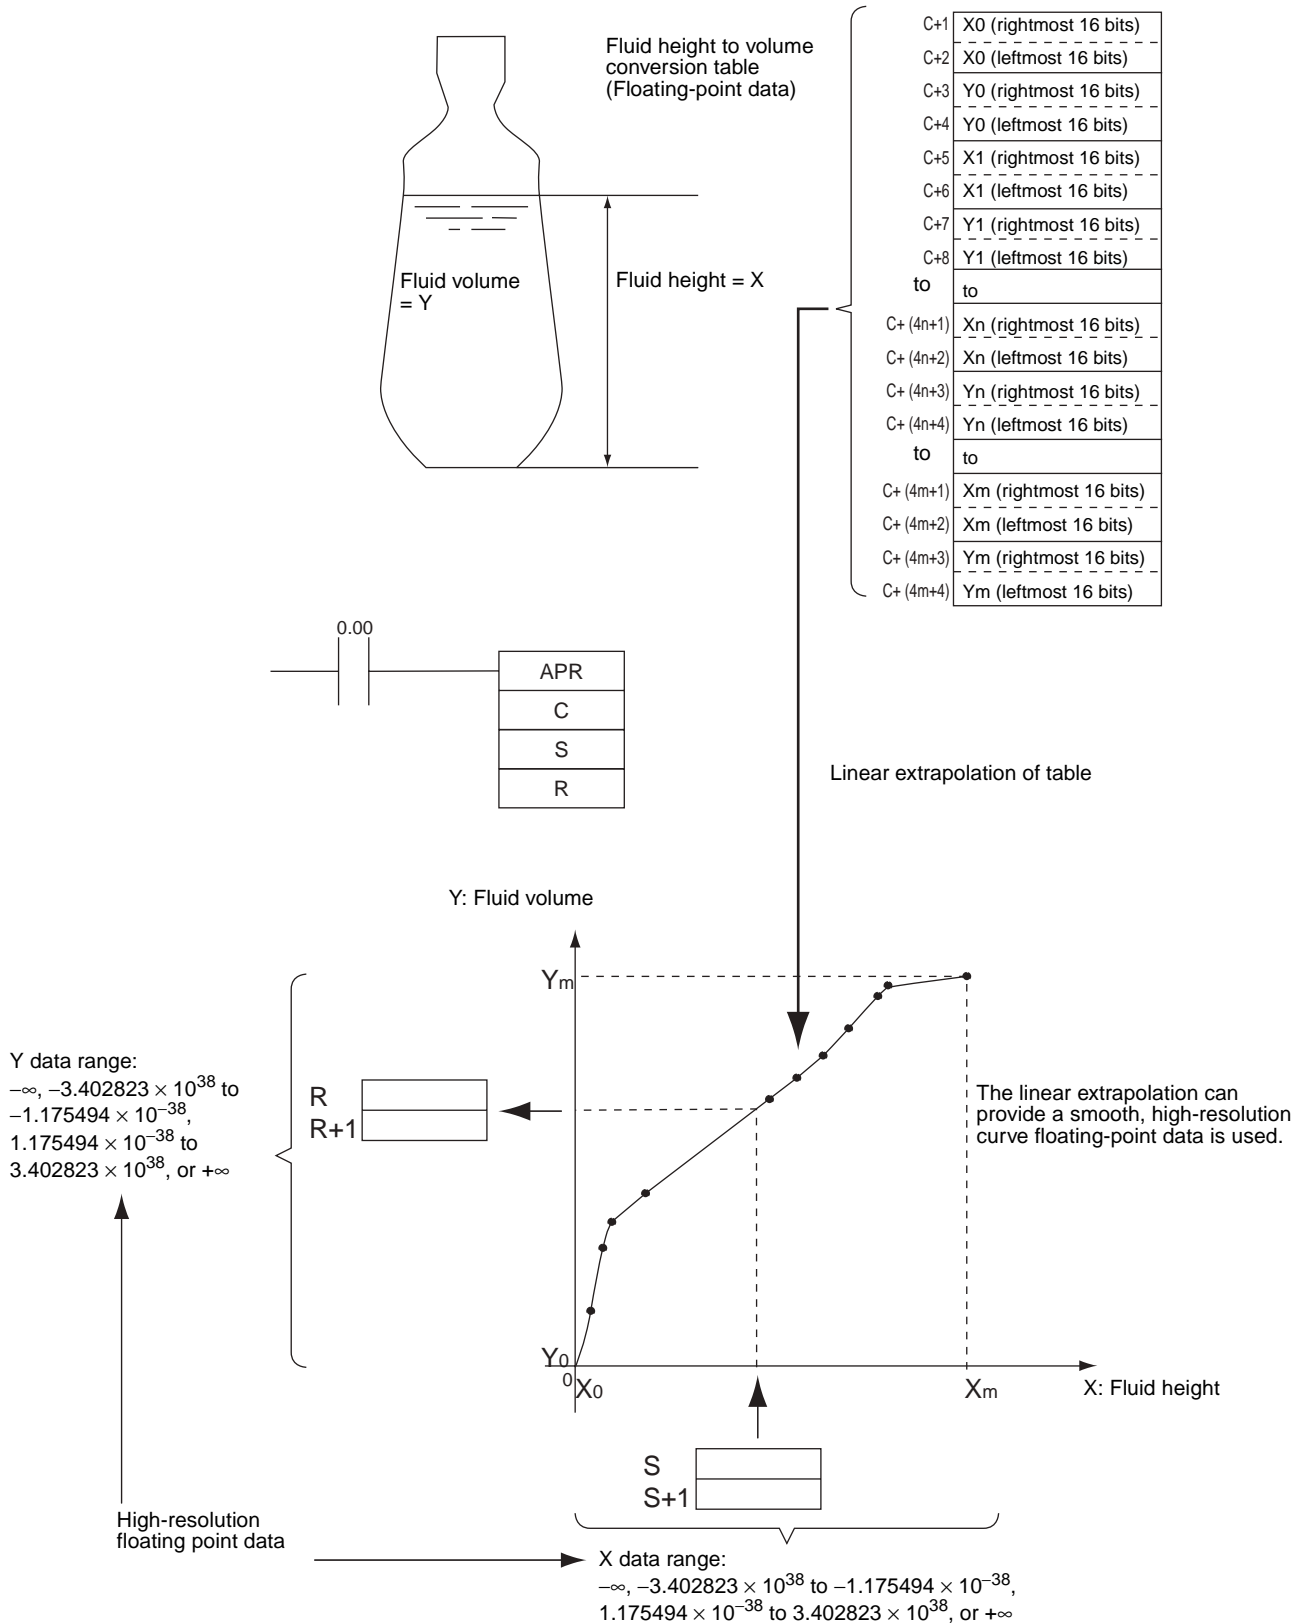 Fluid height to volume
conversion table
(Floating-point data)
Fluid volume
= Y
Fluid height = X
C+1 X0 (rightmost 16 bits)
C+2 X0 (leftmost 16 bits)
C+3 Y0 (rightmost 16 bits)
C+4 Y0 (leftmost 16 bits)
C+5 X1 (rightmost 16 bits)
C+6 X1 (leftmost 16 bits)
C+7 Y1 (rightmost 16 bits)
C+8 Y1 (leftmost 16 bits)
to to
C+ (4n+1) Xn (rightmost 16 bits)
C+ (4n+2) Xn (leftmost 16 bits)
C+ (4n+3) Yn (rightmost 16 bits)
C+ (4n+4) Yn (leftmost 16 bits)
to to
C+ (4m+1) Xm (rightmost 16 bits)
C+ (4m+2) Xm (leftmost 16 bits)
C+ (4m+3) Ym (rightmost 16 bits)
C+ (4m+4) Ym (leftmost 16 bits)
0.00
APR
C
S
R
Linear extrapolation of table
Y: Fluid volume
Ym
Y data range:
−∞, −3.402823 × 10^38 to
−1.175494 × 10^−38,
1.175494 × 10^−38 to
3.402823 × 10^38, or +∞
R
R+1
The linear extrapolation can
provide a smooth, high-resolution
curve floating-point data is used.
Y0
0
X0
Xm
X: Fluid height
S
S+1
High-resolution
floating point data
X data range:
−∞, −3.402823 × 10^38 to −1.175494 × 10^−38,
1.175494 × 10^−38 to 3.402823 × 10^38, or +∞